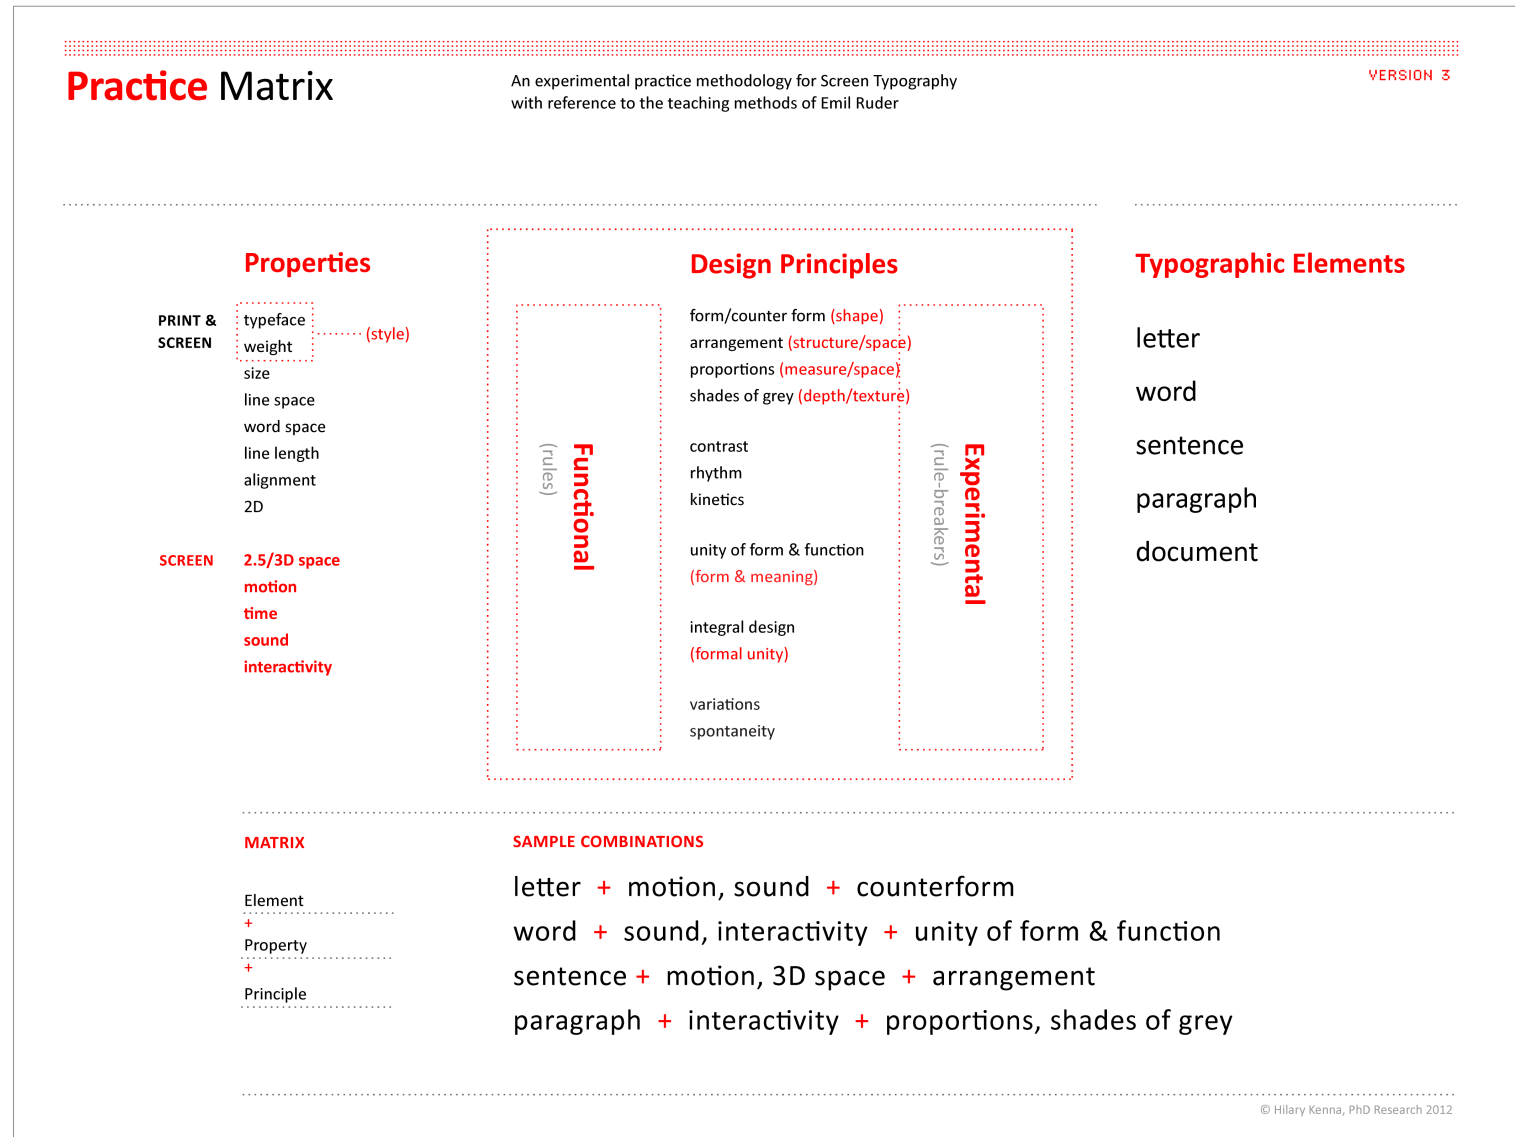 Practice Matrix
An experimental practice methodology for Screen Typography
with reference to the teaching methods of Emil Ruder
VERSION 3
Properties
PRINT &
SCREEN
typeface
weight
(style)
size
line space
word space
line length
alignment
2D
SCREEN
2.5/3D space
motion
time
sound
interactivity
Design Principles
Functional
(rules)
form/counter form (shape)
arrangement (structure/space)
proportions (measure/space)
shades of grey (depth/texture)
contrast
rhythm
kinetics
unity of form & function
(form & meaning)
integral design
(formal unity)
variations
spontaneity
Experimental
(rule-breakers)
Typographic Elements
letter
word
sentence
paragraph
document
MATRIX
Element
+
Property
+
Principle
SAMPLE COMBINATIONS
letter + motion, sound + counterform
word + sound, interactivity + unity of form & function
sentence + motion, 3D space + arrangement
paragraph + interactivity + proportions, shades of grey
© Hilary Kenna, PhD Research 2012